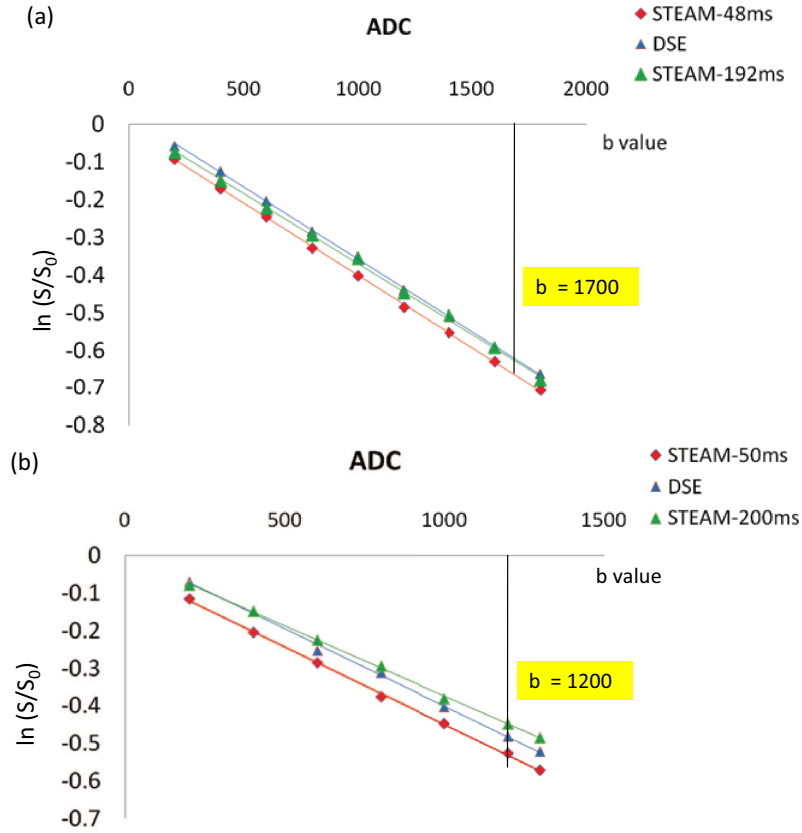 (a)
ADC
STEAM-48ms
DSE
STEAM-192ms
0 500 1000 1500 2000
b value
0
-0.1
-0.2
-0.3
-0.4
-0.5
-0.6
-0.7
-0.8
ln (S/S₀)
b = 1700
(b)
ADC
STEAM-50ms
DSE
STEAM-200ms
0 500 1000 1500
b value
0
-0.1
-0.2
-0.3
-0.4
-0.5
-0.6
-0.7
ln (S/S₀)
b = 1200